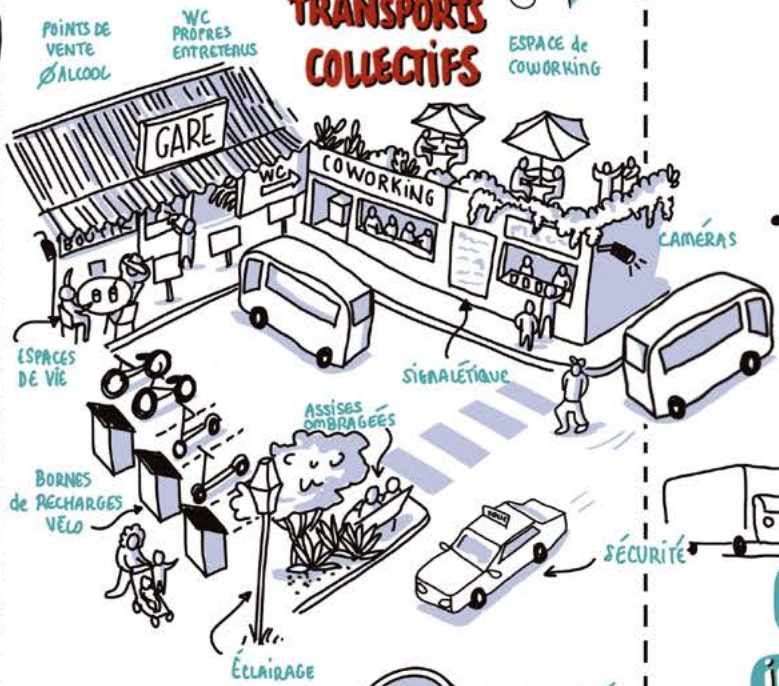 TRANSPORTS
COLLECTIFS
POINTS DE
VENTE
ØALCOOL
WC
PROPRES
ENTRETENUS
ESPACE de
COWORKING
GARE
WC
COWORKING
CAMÉRAS
ESPACES
DE VIE
SIGNALÉTIQUE
ASSISES
OMBRAGÉES
BORNES
de RECHARGES
VÉLO
SÉCURITÉ
ÉCLAIRAGE